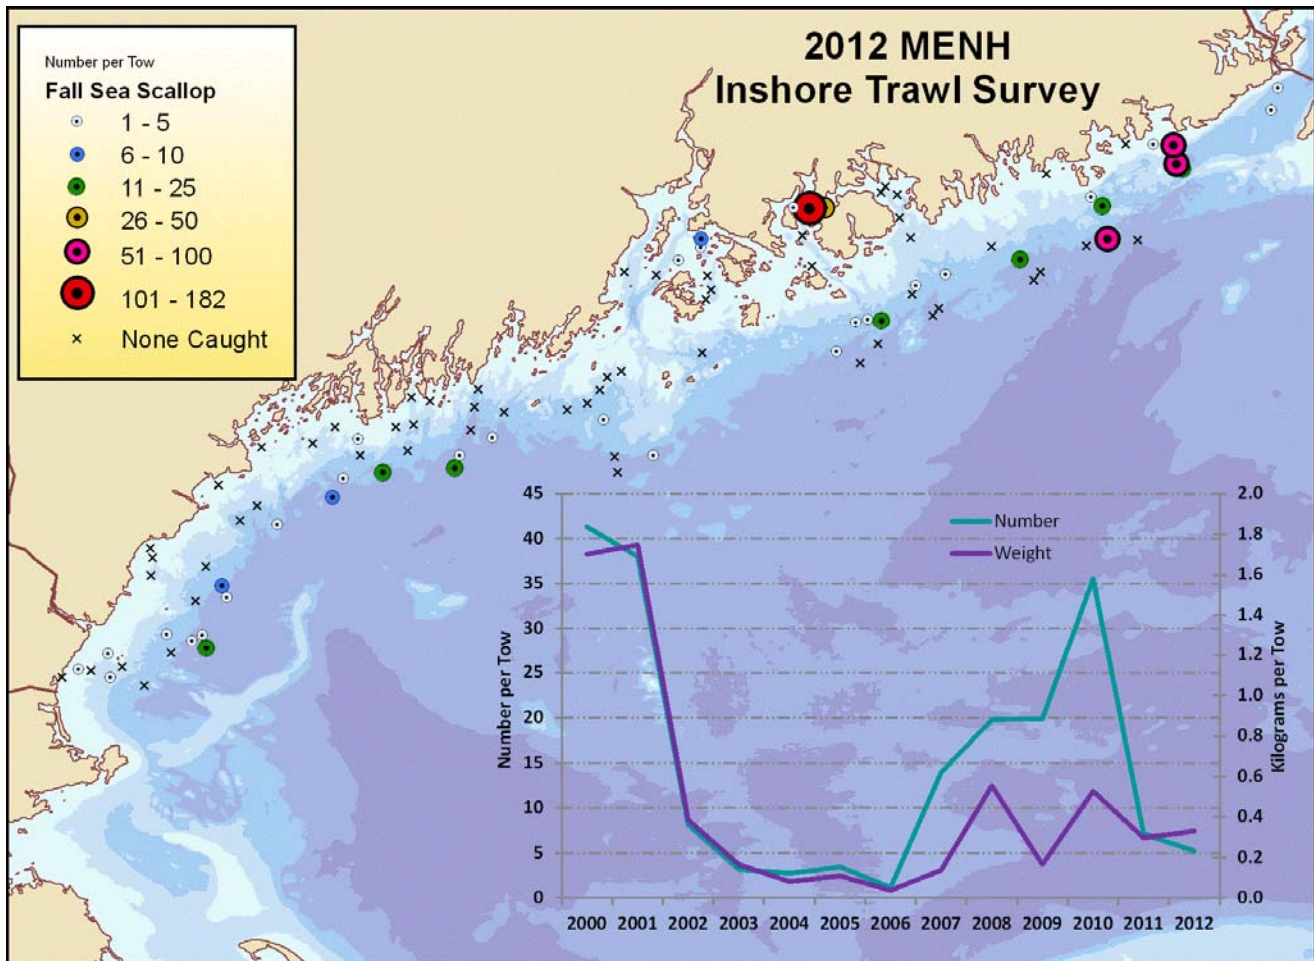 2012 MENH
Inshore Trawl Survey
Number per Tow
Fall Sea Scallop
1 - 5
6 - 10
11 - 25
26 - 50
51 - 100
101 - 182
× None Caught
45
40
35
30
25
20
15
10
5
0
Number per Tow
Number
Weight
2.0
1.8
1.6
1.4
1.2
1.0
0.8
0.6
0.4
0.2
0.0
Kilograms per Tow
2000 2001 2002 2003 2004 2005 2006 2007 2008 2009 2010 2011 2012